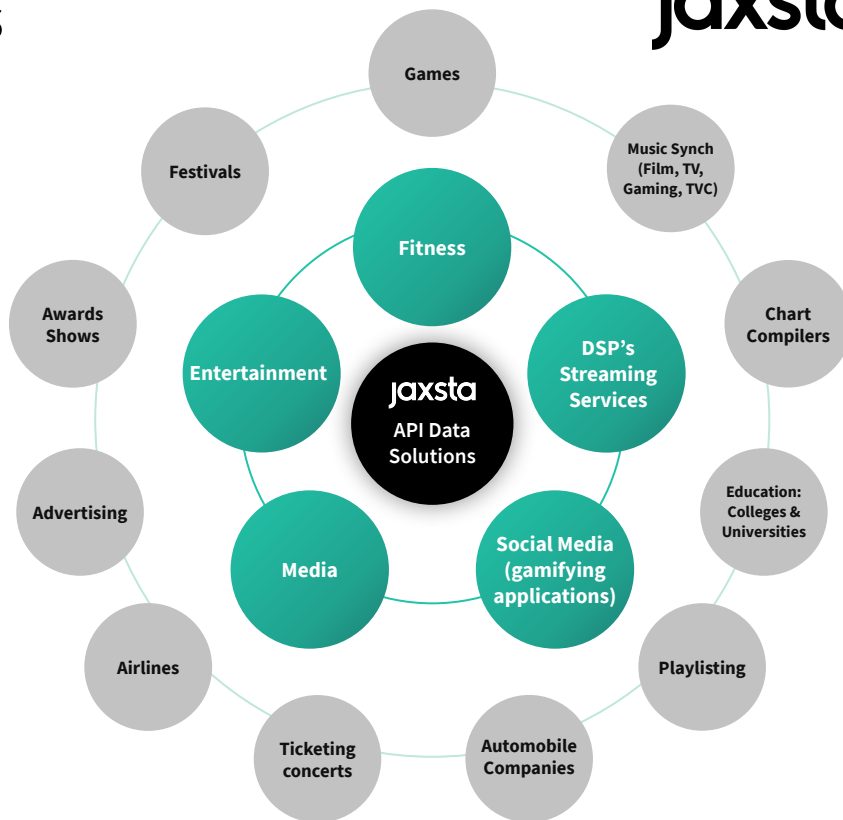 s
jaxsta
Games
Music Synch
(Film, TV,
Gaming, TVC)
Festivals
Fitness
Awards
Shows
Chart
Compilers
Entertainment
DSP’s
Streaming
Services
jaxsta
API Data
Solutions
Advertising
Education:
Colleges &
Universities
Media
Social Media
(gamifying
applications)
Airlines
Playlisting
Ticketing
concerts
Automobile
Companies